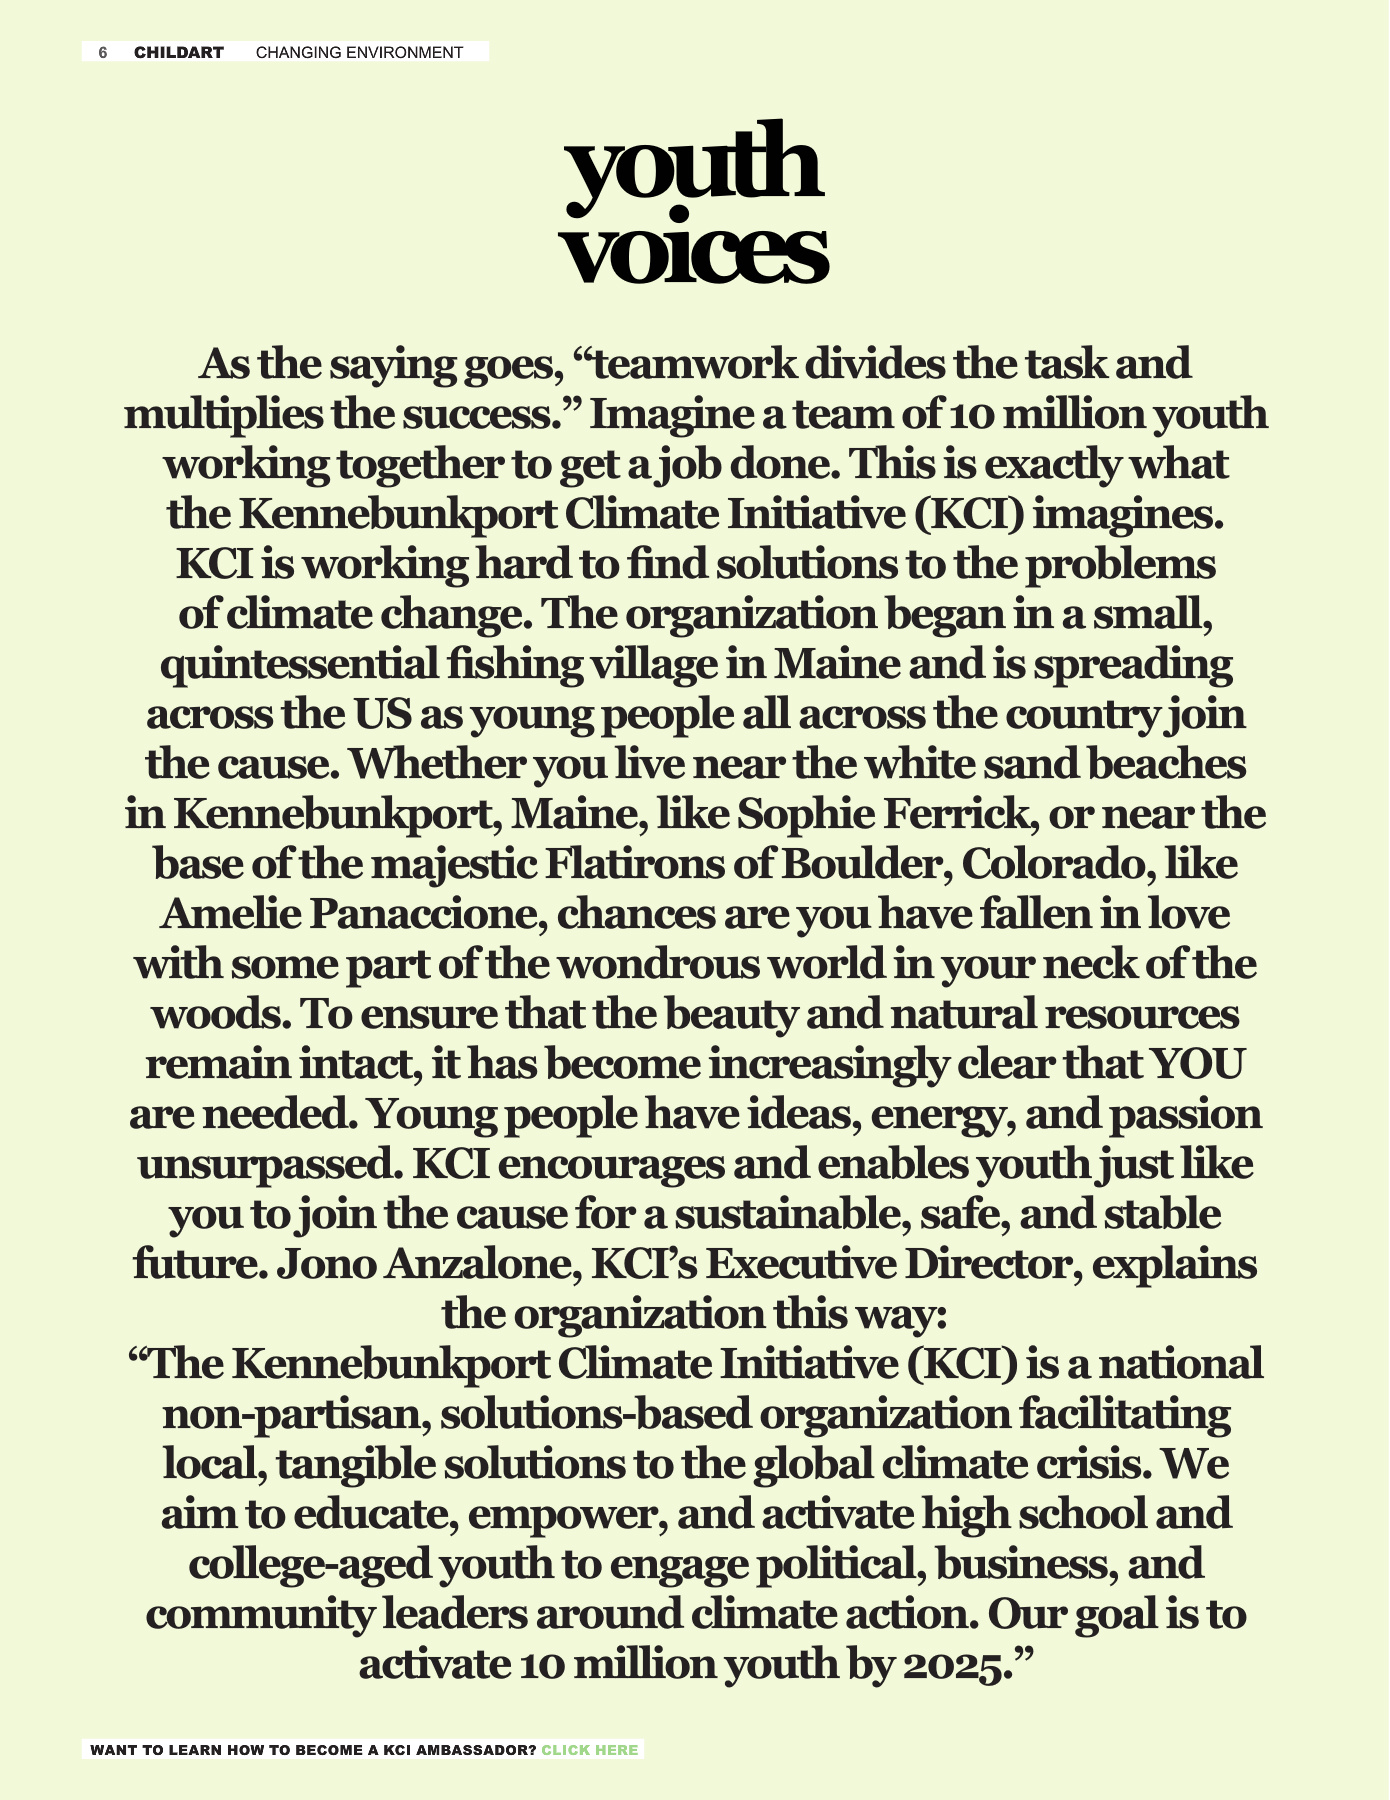 6 CHILDART CHANGING ENVIRONMENT
youth
voices
As the saying goes, “teamwork divides the task and
multiplies the success.” Imagine a team of 10 million youth
working together to get a job done. This is exactly what
the Kennebunkport Climate Initiative (KCI) imagines.
KCI is working hard to find solutions to the problems
of climate change. The organization began in a small,
quintessential fishing village in Maine and is spreading
across the US as young people all across the country join
the cause. Whether you live near the white sand beaches
in Kennebunkport, Maine, like Sophie Ferrick, or near the
base of the majestic Flatirons of Boulder, Colorado, like
Amelie Panaccione, chances are you have fallen in love
with some part of the wondrous world in your neck of the
woods. To ensure that the beauty and natural resources
remain intact, it has become increasingly clear that YOU
are needed. Young people have ideas, energy, and passion
unsurpassed. KCI encourages and enables youth just like
you to join the cause for a sustainable, safe, and stable
future. Jono Anzalone, KCI’s Executive Director, explains
the organization this way:
“The Kennebunkport Climate Initiative (KCI) is a national
non-partisan, solutions-based organization facilitating
local, tangible solutions to the global climate crisis. We
aim to educate, empower, and activate high school and
college-aged youth to engage political, business, and
community leaders around climate action. Our goal is to
activate 10 million youth by 2025.”
WANT TO LEARN HOW TO BECOME A KCI AMBASSADOR? CLICK HERE